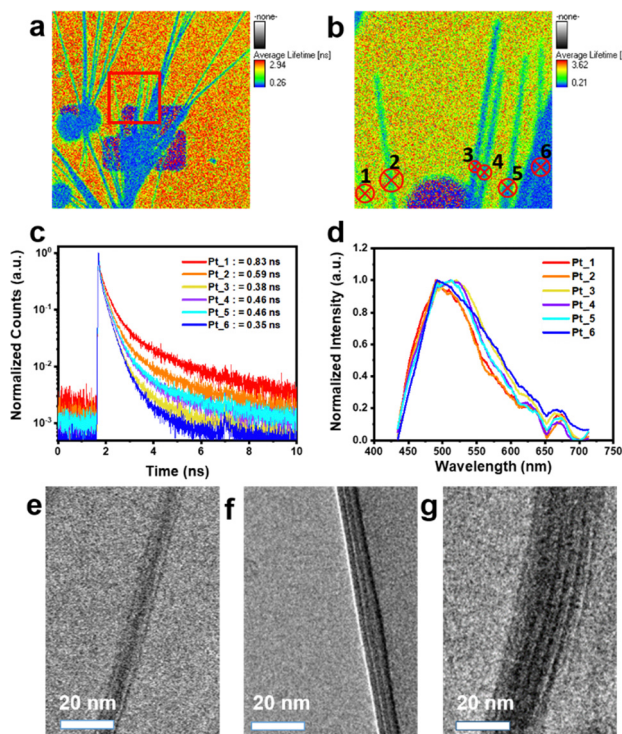 a
-none-
Average Lifetime [ns]
2.94
0.26
b
-none-
Average Lifetime [
3.62
0.21
1
2
3
4
5
6
c
Normalized Counts (a.u.)
10⁰
10⁻¹
10⁻²
10⁻³
Pt_1 : = 0.83 ns
Pt_2 : = 0.59 ns
Pt_3 : = 0.38 ns
Pt_4 : = 0.46 ns
Pt_5 : = 0.46 ns
Pt_6 : = 0.35 ns
0 2 4 6 8 10
Time (ns)
d
Normalized Intensity (a.u.)
1.2
1.0
0.8
0.6
0.4
0.2
0.0
Pt_1
Pt_2
Pt_3
Pt_4
Pt_5
Pt_6
400 450 500 550 600 650 700 750
Wavelength (nm)
e
20 nm
f
20 nm
g
20 nm